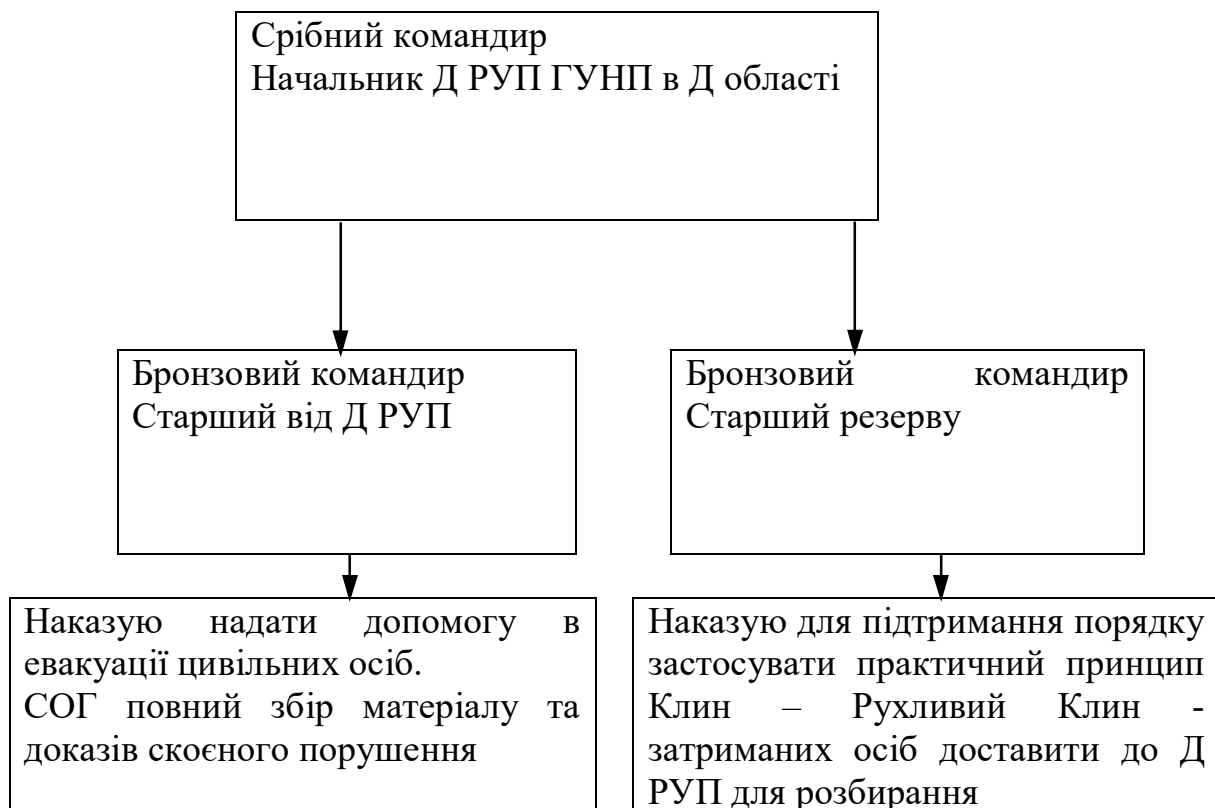 Срібний командир
Начальник Д РУП ГУНП в Д області
Бронзовий командир
Старший від Д РУП
Бронзовий командир
Старший резерву
Наказую надати допомогу в
евакуації цивільних осіб.
СОГ повний збір матеріалу та
доказів скоєного порушення
Наказую для підтримання порядку
застосувати практичний принцип
Клин – Рухливий Клин -
затриманих осіб доставити до Д
РУП для розбирання